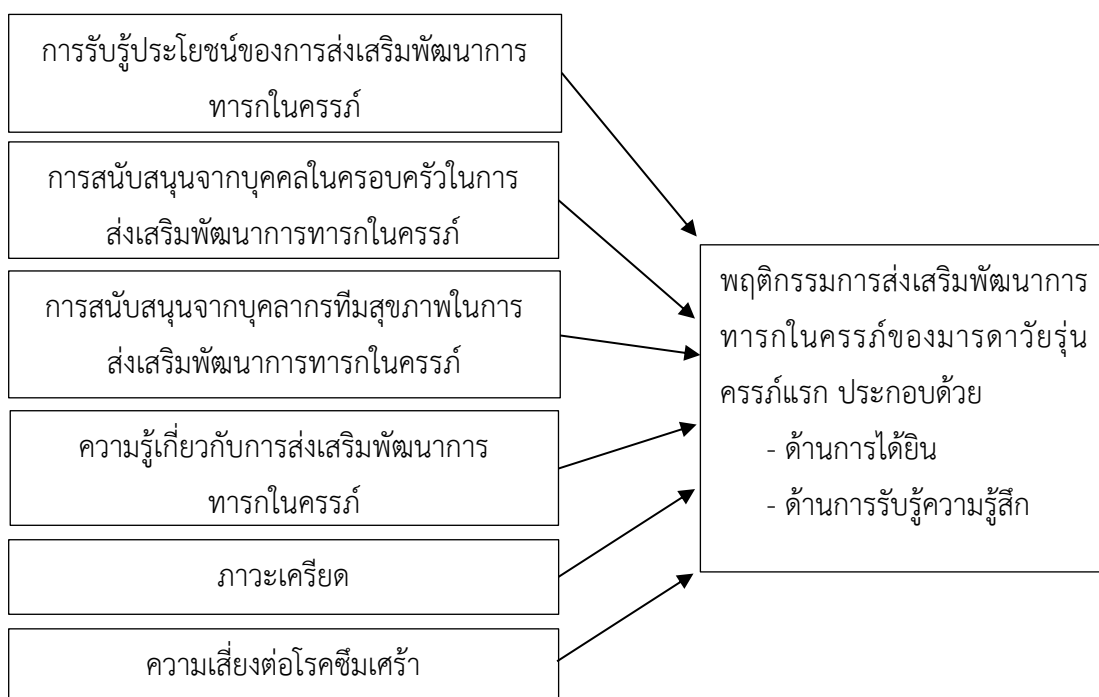 การรับรู้ประโยชน์ของการส่งเสริมพัฒนาการ
ทารกในครรภ์
การสนับสนุนจากบุคคลในครอบครัวในการ
ส่งเสริมพัฒนาการทารกในครรภ์
การสนับสนุนจากบุคลากรทีมสุขภาพในการ
ส่งเสริมพัฒนาการทารกในครรภ์
ความรู้เกี่ยวกับการส่งเสริมพัฒนาการ
ทารกในครรภ์
ภาวะเครียด
ความเสี่ยงต่อโรคซึมเศร้า
พฤติกรรมการส่งเสริมพัฒนาการ
ทารกในครรภ์ของมารดาวัยรุ่น
ครรภ์แรก ประกอบด้วย
- ด้านการได้ยิน
- ด้านการรับรู้ความรู้สึก